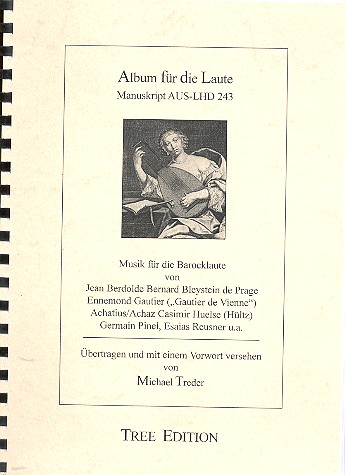 Album für die Laute
Manuskript AUS-LHD 243
Musik für die Barocklaute
von
Jean Berdolde Bernard Bleystein de Prage
Ennemond Gautier („Gautier de Vienne“)
Achatius/Achaz Casimir Huelse (Hültz)
Germain Pinel, Esaias Reusner u.a.
Übertragen und mit einem Vorwort versehen
von
Michael Treder
TREE EDITION